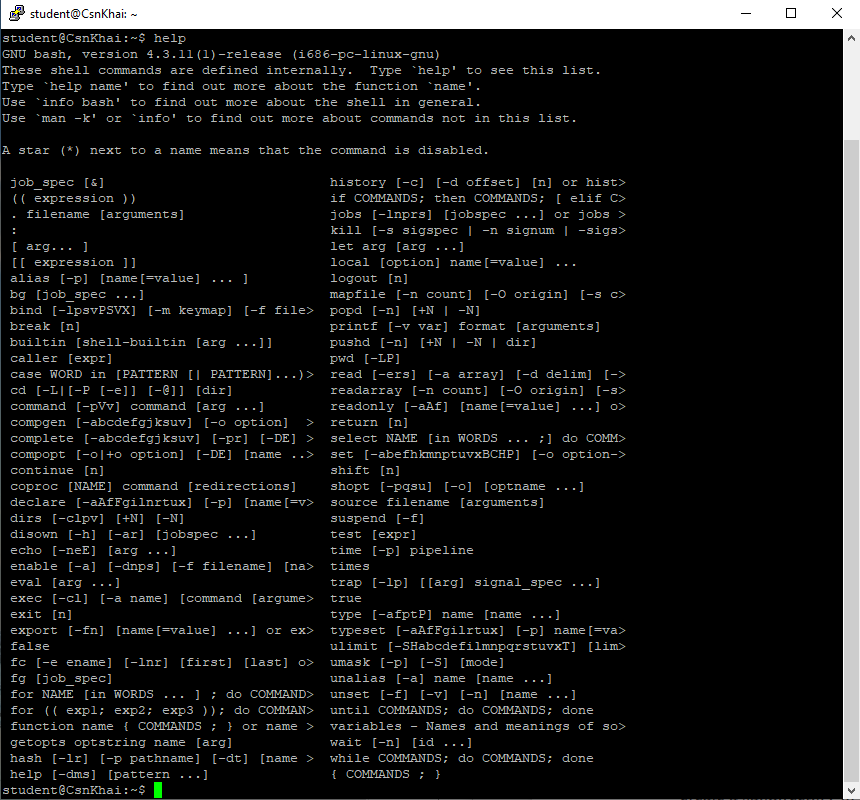 student@CsnKhai: ~
student@CsnKhai:~$ help
GNU bash, version 4.3.11(1)-release (i686-pc-linux-gnu)
These shell commands are defined internally.  Type `help' to see this list.
Type `help name' to find out more about the function `name'.
Use `info bash' to find out more about the shell in general.
Use `man -k' or `info' to find out more about commands not in this list.

A star (*) next to a name means that the command is disabled.

 job_spec [&]                            history [-c] [-d offset] [n] or hist>
 (( expression ))                        if COMMANDS; then COMMANDS; [ elif C>
 . filename [arguments]                  jobs [-lnprs] [jobspec ...] or jobs >
 :                                       kill [-s sigspec | -n signum | -sigs>
 [ arg... ]                              let arg [arg ...]
 [[ expression ]]                        local [option] name[=value] ...
 alias [-p] [name[=value] ... ]          logout [n]
 bg [job_spec ...]                       mapfile [-n count] [-O origin] [-s c>
 bind [-lpsvPSVX] [-m keymap] [-f file>  popd [-n] [+N | -N]
 break [n]                               printf [-v var] format [arguments]
 builtin [shell-builtin [arg ...]]       pushd [-n] [+N | -N | dir]
 caller [expr]                           pwd [-LP]
 case WORD in [PATTERN [| PATTERN]...)>  read [-ers] [-a array] [-d delim] [->
 cd [-L|[-P [-e]] [-@]] [dir]            readarray [-n count] [-O origin] [-s>
 command [-pVv] command [arg ...]        readonly [-aAf] [name[=value] ...] o>
 compgen [-abcdefgjksuv] [-o option]  >  return [n]
 complete [-abcdefgjksuv] [-pr] [-DE] >  select NAME [in WORDS ... ;] do COMM>
 compopt [-o|+o option] [-DE] [name ..>  set [-abefhkmnptuvxBCHP] [-o option->
 continue [n]                            shift [n]
 coproc [NAME] command [redirections]    shopt [-pqsu] [-o] [optname ...]
 declare [-aAfFgilnrtux] [-p] [name[=v>  source filename [arguments]
 dirs [-clpv] [+N] [-N]                  suspend [-f]
 disown [-h] [-ar] [jobspec ...]         test [expr]
 echo [-neE] [arg ...]                   time [-p] pipeline
 enable [-a] [-dnps] [-f filename] [na>  times
 eval [arg ...]                          trap [-lp] [[arg] signal_spec ...]
 exec [-cl] [-a name] [command [argume>  true
 exit [n]                                type [-afptP] name [name ...]
 export [-fn] [name[=value] ...] or ex>  typeset [-aAfFgilrtux] [-p] name[=va>
 false                                   ulimit [-SHabcdefilmnpqrstuvxT] [lim>
 fc [-e ename] [-lnr] [first] [last] o>  umask [-p] [-S] [mode]
 fg [job_spec]                           unalias [-a] name [name ...]
 for NAME [in WORDS ... ] ; do COMMAND>  unset [-f] [-v] [-n] [name ...]
 for (( exp1; exp2; exp3 )); do COMMAN>  until COMMANDS; do COMMANDS; done
 function name { COMMANDS ; } or name >  variables - Names and meanings of so>
 getopts optstring name [arg]            wait [-n] [id ...]
 hash [-lr] [-p pathname] [-dt] [name >  while COMMANDS; do COMMANDS; done
 help [-dms] [pattern ...]               { COMMANDS ; }
student@CsnKhai:~$